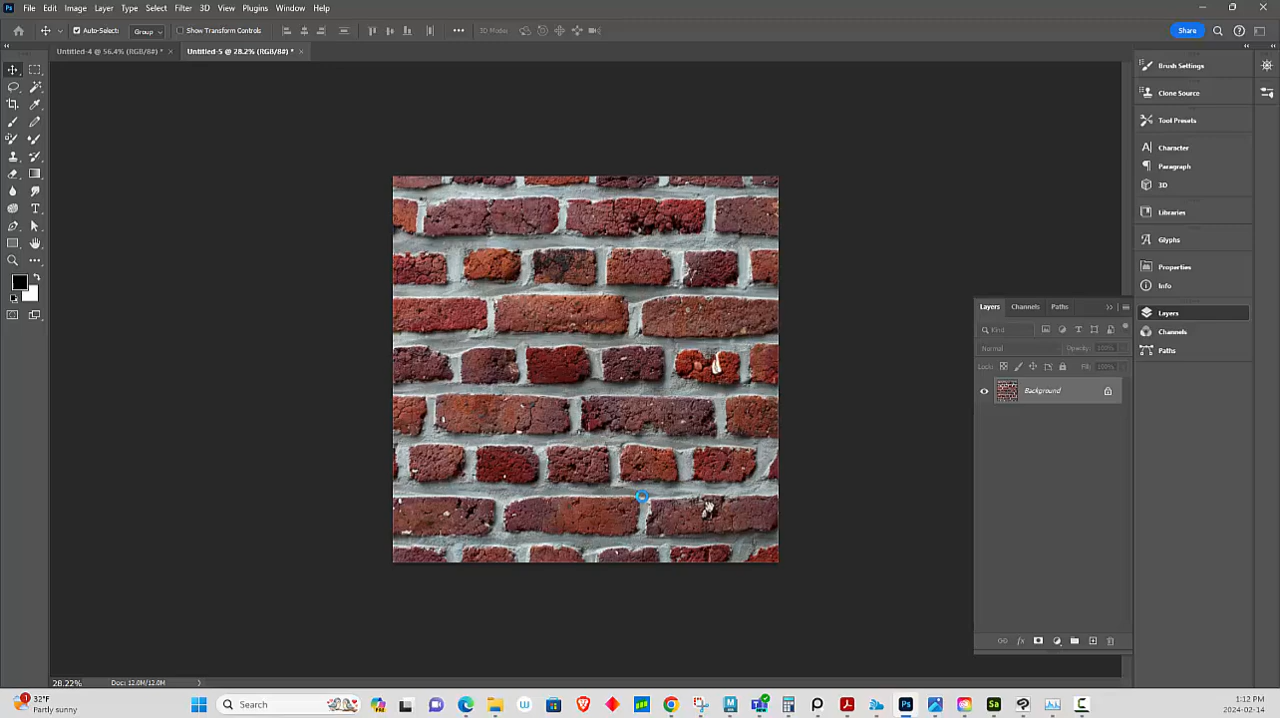 Ps File Edit Image Layer Type Select Filter 3D View Plugins Window Help
Auto-Select: Group Show Transform Controls ••• 3D Mode: Share
Untitled-4 @ 56.4% (RGB/8#) * × Untitled-5 @ 28.2% (RGB/8#) * ×
Brush Settings
Clone Source
Tool Presets
Character
Paragraph
3D
Libraries
Glyphs
Properties
Info
Layers
Channels
Paths
Layers Channels Paths
Kind
Normal Opacity: 100%
Lock: Fill: 100%
Background
fx
28.22% Doc: 12.0M/12.0M
32°F
Partly sunny
Search
1:12 PM
2024-02-14